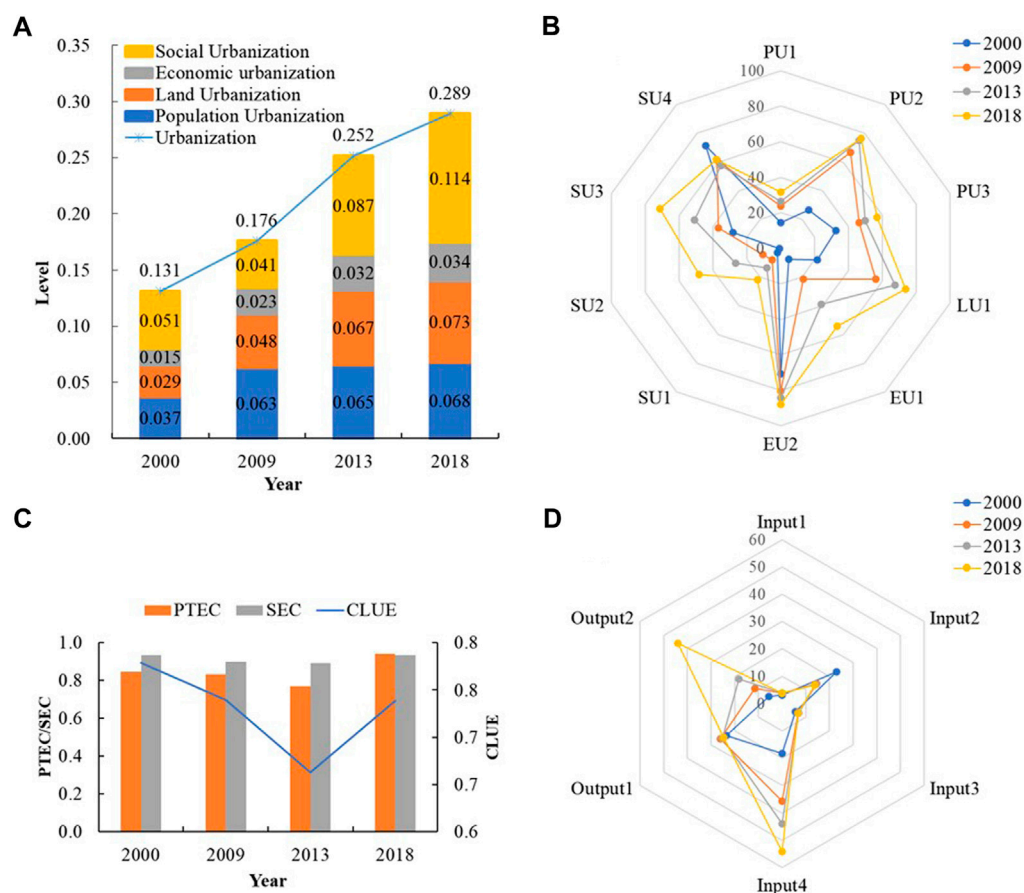 A
0.35
0.30
0.25
0.20
0.15
0.10
0.05
0.00
Level
Social Urbanization
Economic urbanization
Land Urbanization
Population Urbanization
Urbanization
0.131
0.176
0.252
0.289
0.051
0.015
0.029
0.037
0.041
0.023
0.048
0.063
0.087
0.032
0.067
0.065
0.114
0.034
0.073
0.068
2000 2009 2013 2018
Year
B
2000
2009
2013
2018
PU1
PU2
PU3
LU1
EU1
EU2
SU1
SU2
SU3
SU4
100
80
60
40
20
0
C
PTEC SEC CLUE
1.0
0.8
0.6
0.4
0.2
0.0
PTEC/SEC
0.8
0.8
0.7
0.7
0.6
CLUE
2000 2009 2013 2018
Year
D
2000
2009
2013
2018
Input1
Input2
Input3
Input4
Output1
Output2
60
50
40
30
20
10
0